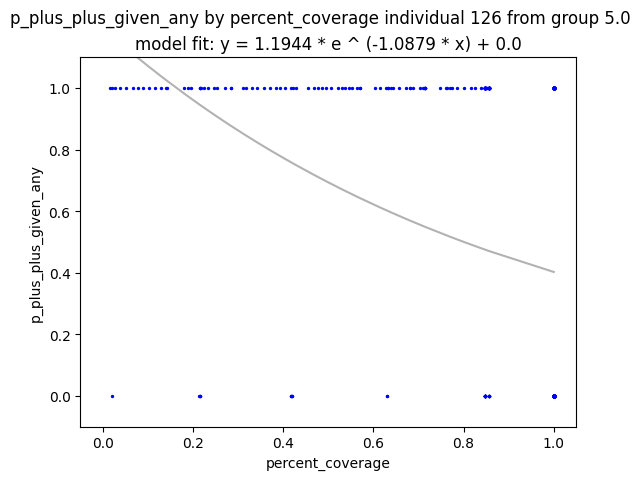 p_plus_plus_given_any by percent_coverage individual 126 from group 5.0
model fit: y = 1.1944 * e ^ (-1.0879 * x) + 0.0
1.0
0.8
0.6
0.4
0.2
0.0
p_plus_plus_given_any
0.0 0.2 0.4 0.6 0.8 1.0
percent_coverage